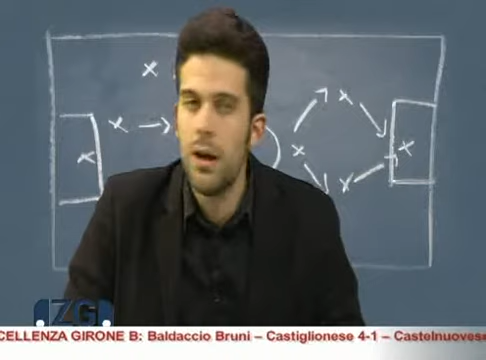 ZG
CELLENZA GIRONE B: Baldaccio Bruni – Castiglionese 4-1 – Castelnuovese